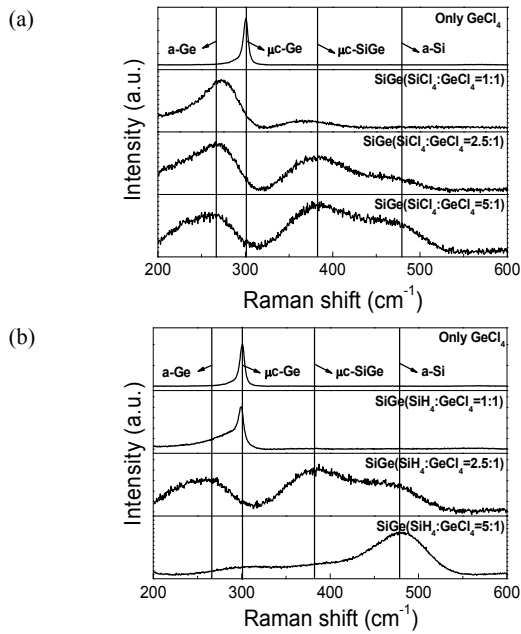 (a)
Only GeCl4
a-Ge
μc-Ge
μc-SiGe
a-Si
SiGe(SiCl4:GeCl4=1:1)
SiGe(SiCl4:GeCl4=2.5:1)
SiGe(SiCl4:GeCl4=5:1)
Intensity (a.u.)
200 300 400 500 600
Raman shift (cm-1)
(b)
Only GeCl4
a-Ge
μc-Ge
μc-SiGe
a-Si
SiGe(SiH4:GeCl4=1:1)
SiGe(SiH4:GeCl4=2.5:1)
SiGe(SiH4:GeCl4=5:1)
Intensity (a.u.)
200 300 400 500 600
Raman shift (cm-1)